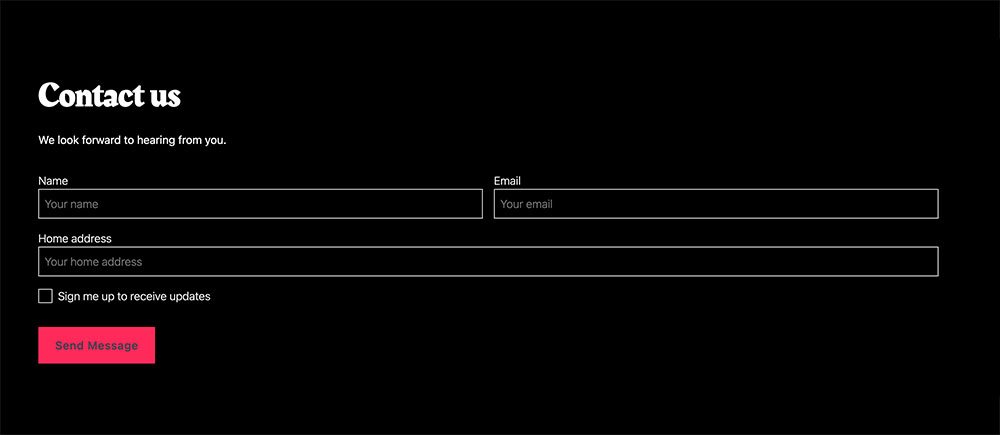 Contact us
We look forward to hearing from you.
Name
Email
Your name
Your email
Home address
Your home address
Sign me up to receive updates
Send Message